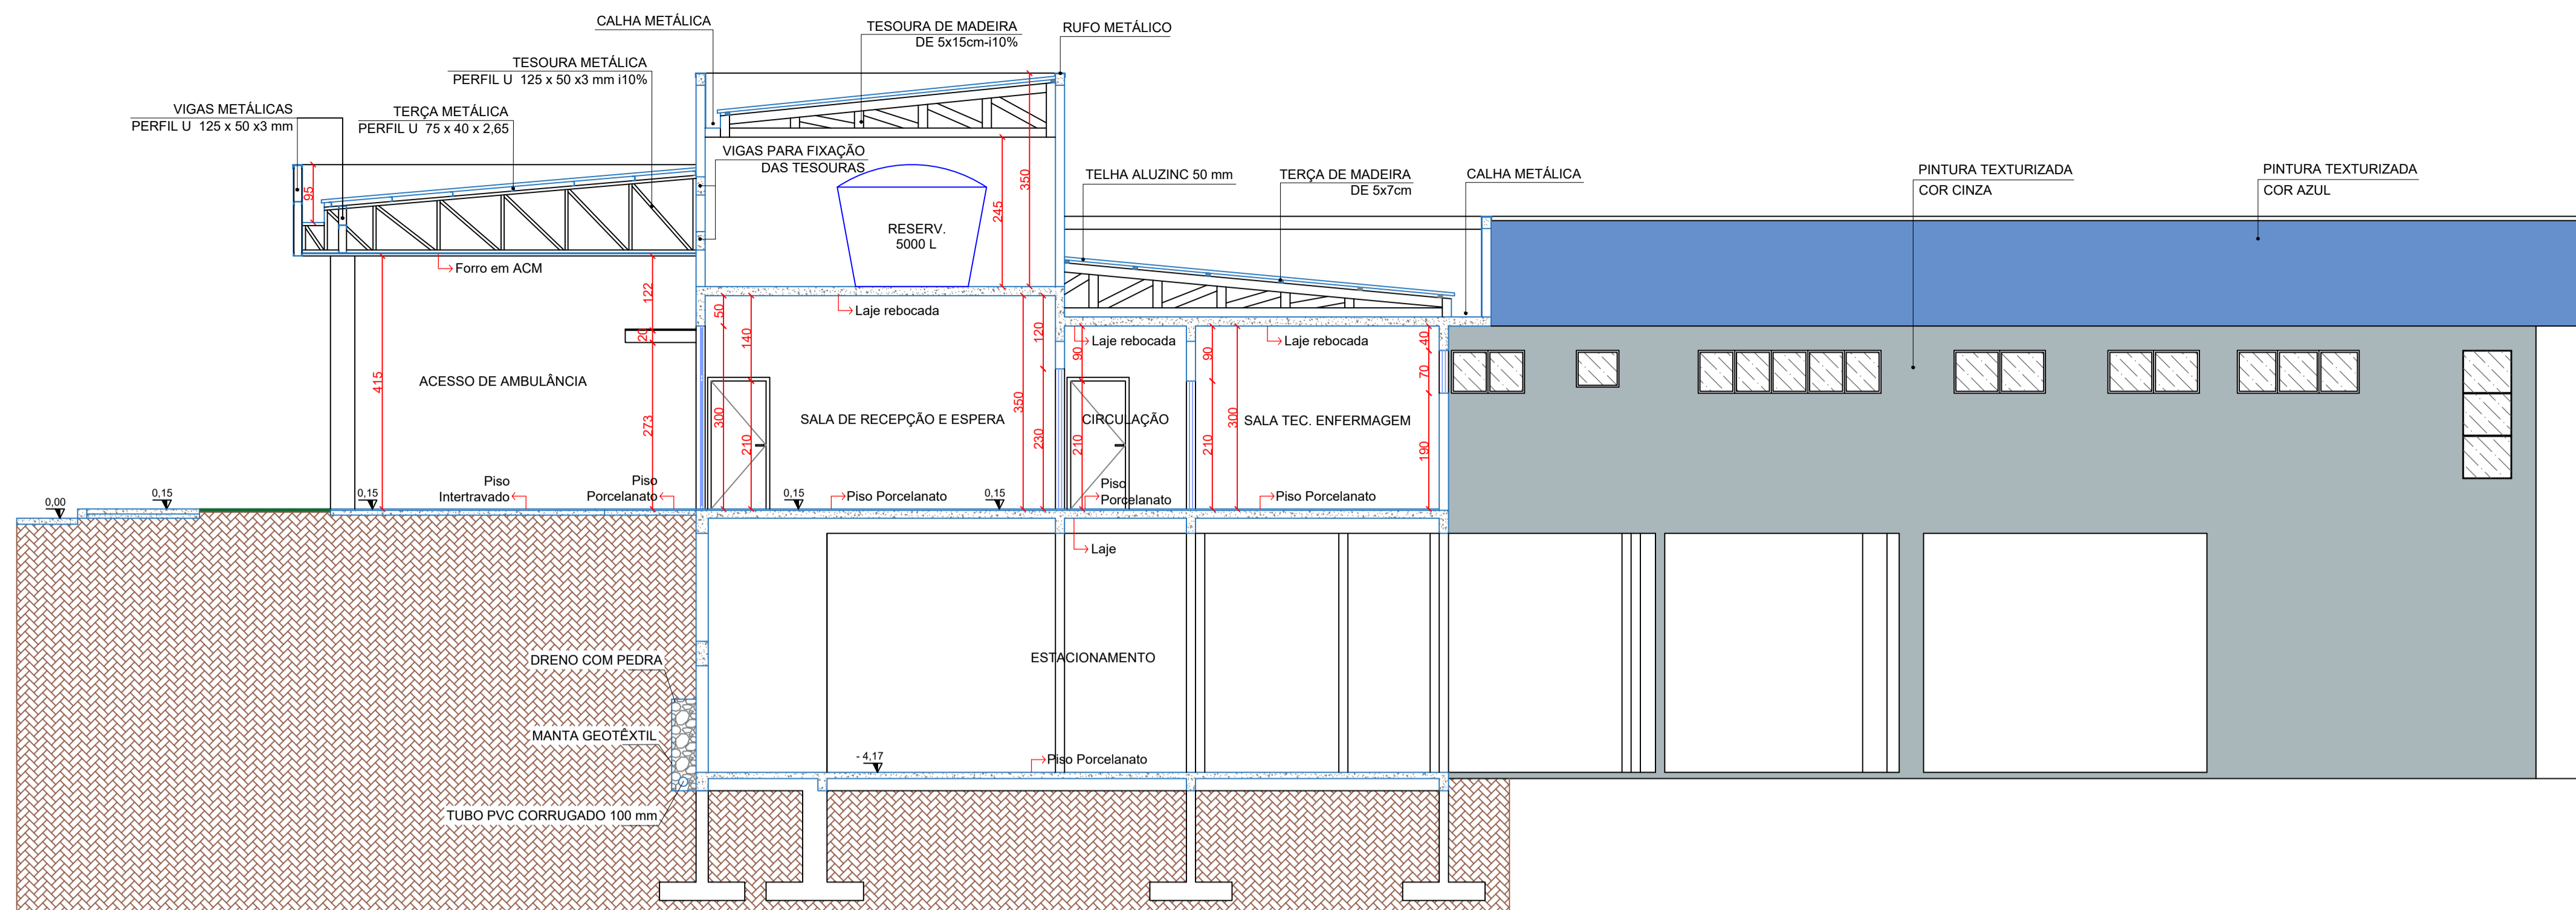 CALHA METÁLICA
TESOURA DE MADEIRA
DE 5x15cm-i10%
RUFO METÁLICO
TESOURA METÁLICA
PERFIL U 125 x 50 x3 mm i10%
VIGAS METÁLICAS
PERFIL U 125 x 50 x3 mm
TERÇA METÁLICA
PERFIL U 75 x 40 x 2,65
VIGAS PARA FIXAÇÃO
DAS TESOURAS
TELHA ALUZINC 50 mm
TERÇA DE MADEIRA
DE 5x7cm
CALHA METÁLICA
PINTURA TEXTURIZADA
COR CINZA
PINTURA TEXTURIZADA
COR AZUL
95
350
245
RESERV.
5000 L
Forro em ACM
122
20
273
415
50
300
140
210
Laje rebocada
350
120
230
90
210
Laje rebocada
90
210
300
Laje rebocada
40
70
190
ACESSO DE AMBULÂNCIA
SALA DE RECEPÇÃO E ESPERA
CIRCULAÇÃO
SALA TEC. ENFERMAGEM
0,00
0,15
0,15
Piso
Intertravado
Piso
Porcelanato
0,15
Piso Porcelanato
0,15
Piso
Porcelanato
Piso Porcelanato
Laje
DRENO COM PEDRA
ESTACIONAMENTO
MANTA GEOTÊXTIL
- 4,17
Piso Porcelanato
TUBO PVC CORRUGADO 100 mm